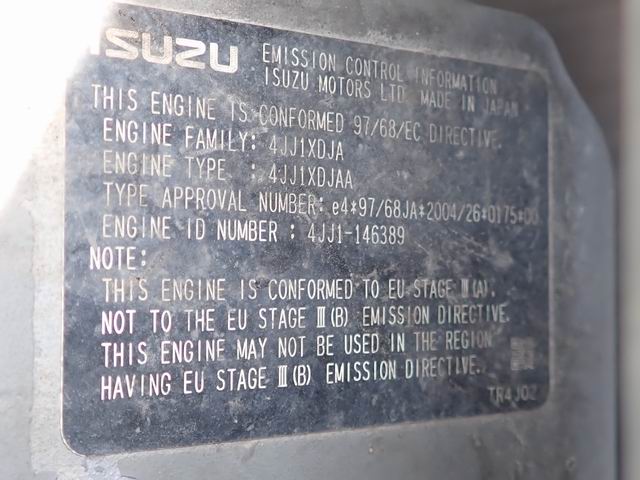 ISUZU EMISSION CONTROL INFORMATION
ISUZU MOTORS LTD. MADE IN JAPAN
THIS ENGINE IS CONFORMED 97/68/EC DIRECTIVE.
ENGINE FAMILY: 4JJ1XDJA
ENGINE TYPE : 4JJ1XDJAA
TYPE APPROVAL NUMBER: e4*97/68JA*2004/26*0175*00
ENGINE ID NUMBER : 4JJ1-146389
NOTE:
THIS ENGINE IS CONFORMED TO EU STAGE Ⅲ(A).
NOT TO THE EU STAGE Ⅲ(B) EMISSION DIRECTIVE.
THIS ENGINE MAY NOT BE USED IN THE REGION
HAVING EU STAGE Ⅲ(B) EMISSION DIRECTIVE.
TR4J02